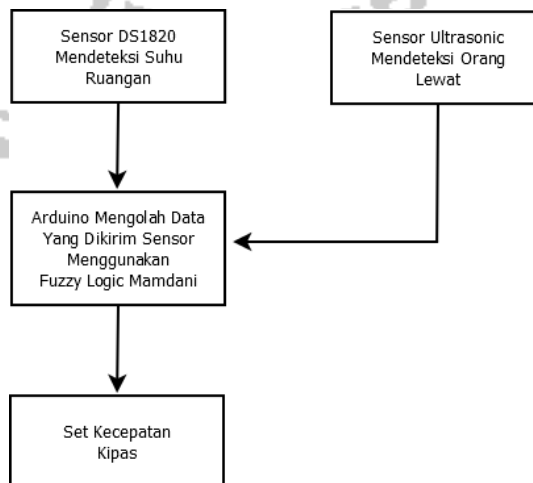 Sensor DS1820
Mendeteksi Suhu
Ruangan
Sensor Ultrasonic
Mendeteksi Orang
Lewat
Arduino Mengolah Data
Yang Dikirim Sensor
Menggunakan
Fuzzy Logic Mamdani
Set Kecepatan
Kipas